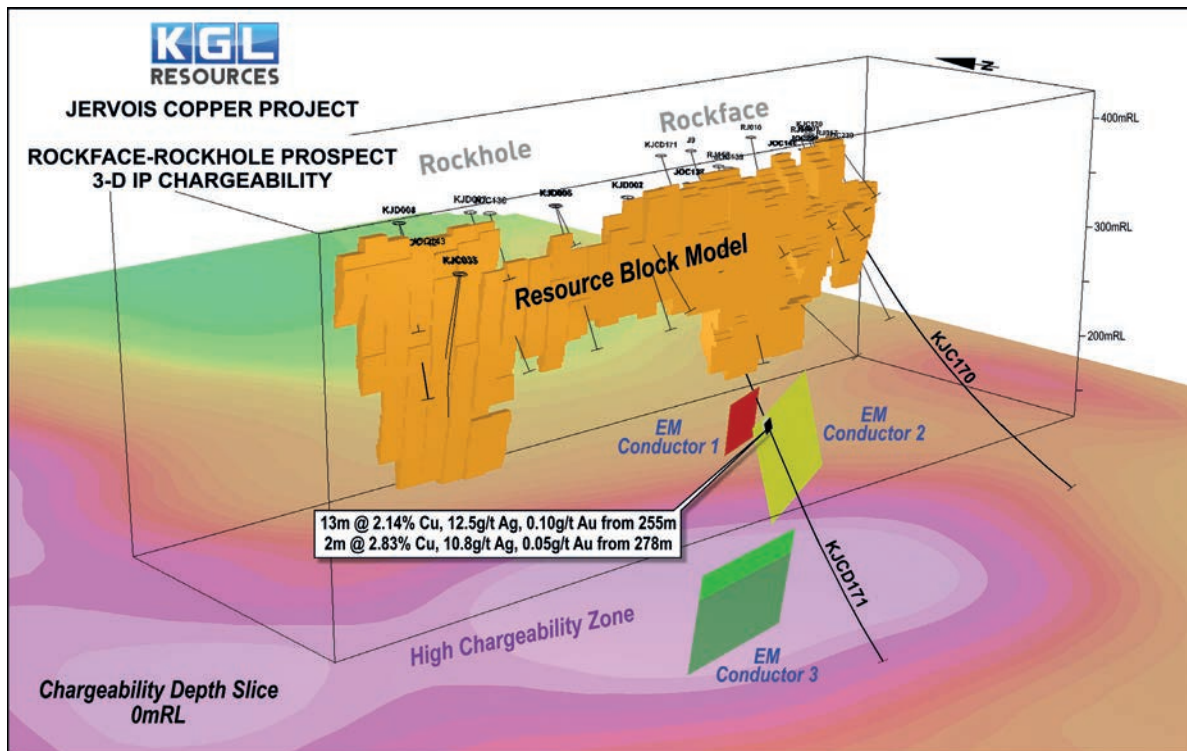 KGL
RESOURCES
JERVOIS COPPER PROJECT
ROCKFACE-ROCKHOLE PROSPECT
3-D IP CHARGEABILITY
N
Rockface
Rockhole
400mRL
300mRL
200mRL
KJCD171
J3
RJ010
KJD008
KJD006
KJD002
KJC035
Resource Block Model
KJC170
EM
Conductor 1
EM
Conductor 2
13m @ 2.14% Cu, 12.5g/t Ag, 0.10g/t Au from 255m
2m @ 2.83% Cu, 10.8g/t Ag, 0.05g/t Au from 278m
KJCD171
High Chargeability Zone
EM
Conductor 3
Chargeability Depth Slice
0mRL